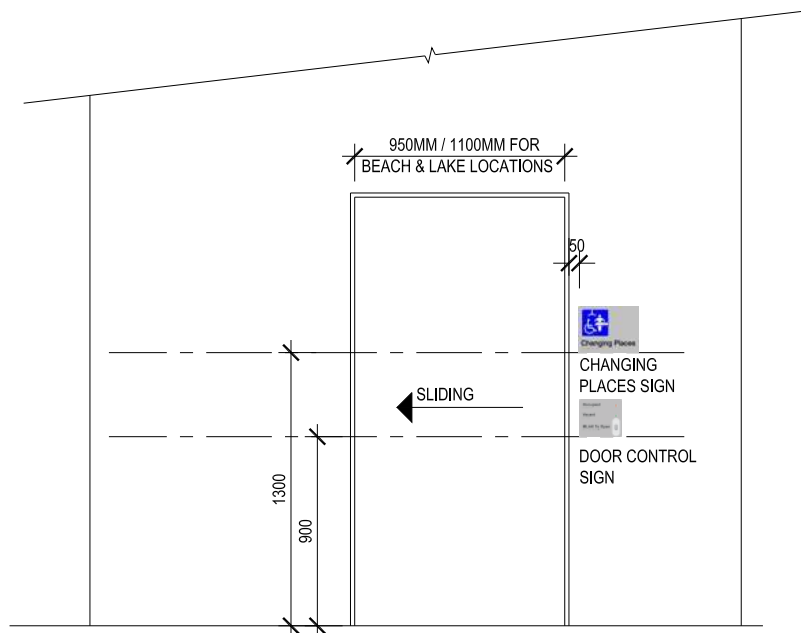 950MM / 1100MM FOR
BEACH & LAKE LOCATIONS
50
Changing Places
CHANGING
PLACES SIGN
SLIDING
DOOR CONTROL
SIGN
1300
900